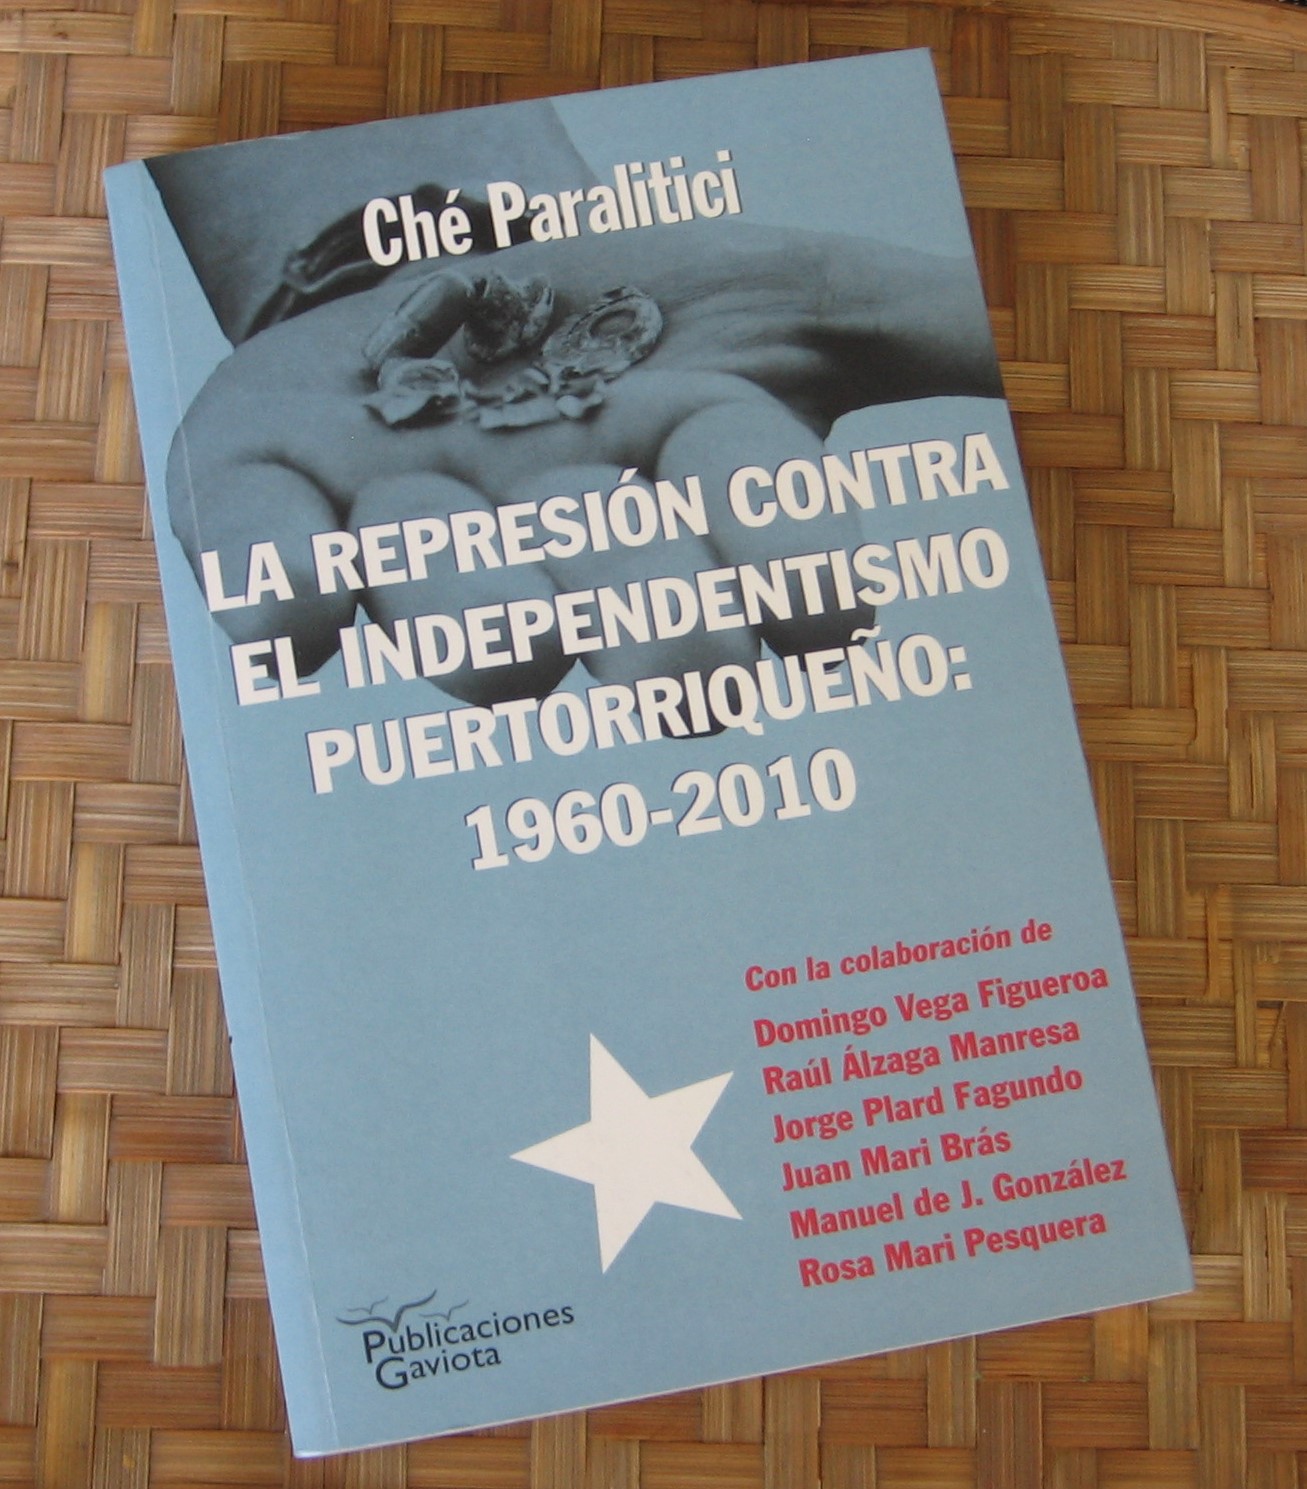 Ché Paralitici
LA REPRESIÓN CONTRA
EL INDEPENDENTISMO
PUERTORRIQUEÑO:
1960-2010
Con la colaboración de
Domingo Vega Figueroa
Raúl Álzaga Manresa
Jorge Plard Fagundo
Juan Mari Brás
Manuel de J. González
Rosa Mari Pesquera
Publicaciones
Gaviota